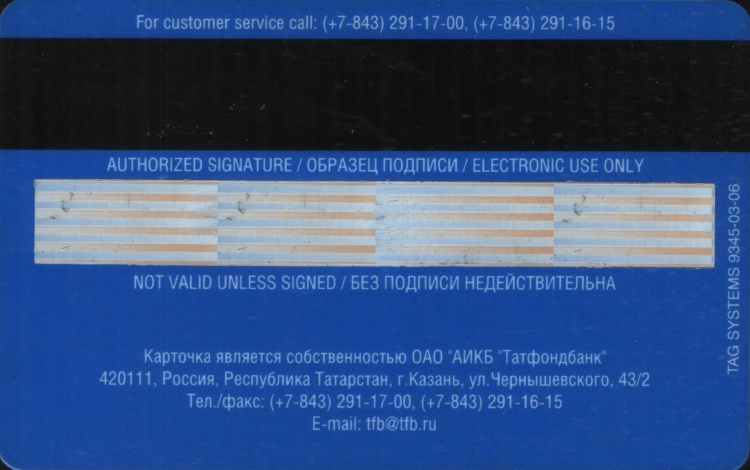 For customer service call: (+7-843) 291-17-00, (+7-843) 291-16-15
AUTHORIZED SIGNATURE / ОБРАЗЕЦ ПОДПИСИ / ELECTRONIC USE ONLY
NOT VALID UNLESS SIGNED / БЕЗ ПОДПИСИ НЕДЕЙСТВИТЕЛЬНА
TAG SYSTEMS 9345-03-06
Карточка является собственностью ОАО "АИКБ "Татфондбанк"
420111, Россия, Республика Татарстан, г.Казань, ул.Чернышевского, 43/2
Тел./факс: (+7-843) 291-17-00, (+7-843) 291-16-15
E-mail: tfb@tfb.ru